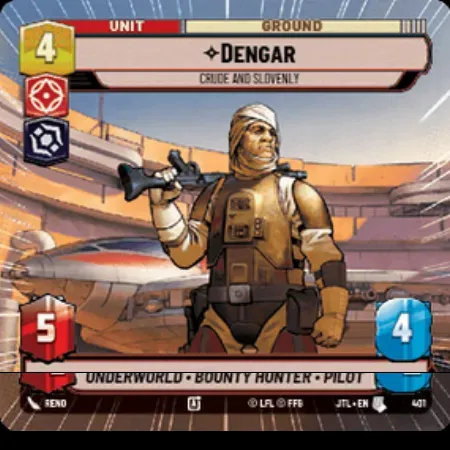 UNIT GROUND
4
DENGAR
CRUDE AND SLOVENLY
5
4
UNDERWORLD • BOUNTY HUNTER • PILOT
RENO LFL FFG JTL • EN 401